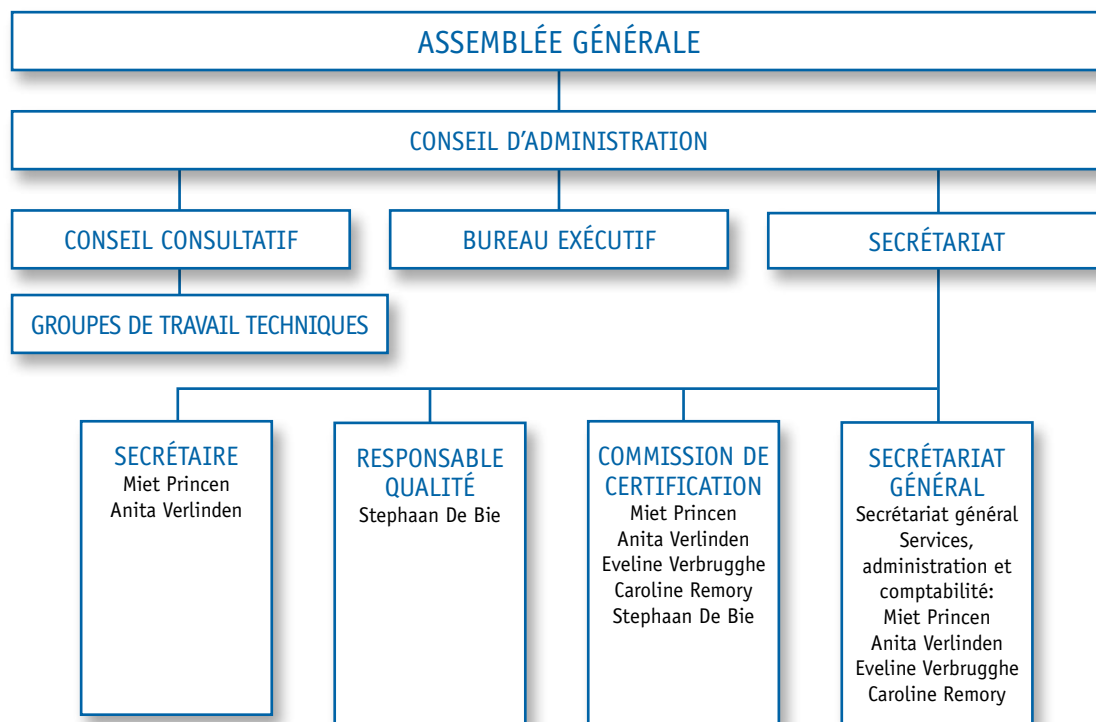 ASSEMBLÉE GÉNÉRALE
CONSEIL D'ADMINISTRATION
CONSEIL CONSULTATIF
BUREAU EXÉCUTIF
SECRÉTARIAT
GROUPES DE TRAVAIL TECHNIQUES
SECRÉTAIRE
Miet Princen
Anita Verlinden
RESPONSABLE
QUALITÉ
Stephaan De Bie
COMMISSION DE
CERTIFICATION
Miet Princen
Anita Verlinden
Eveline Verbrugghe
Caroline Remory
Stephaan De Bie
SECRÉTARIAT
GÉNÉRAL
Secrétariat général
Services,
administration et
comptabilité:
Miet Princen
Anita Verlinden
Eveline Verbrugghe
Caroline Remory